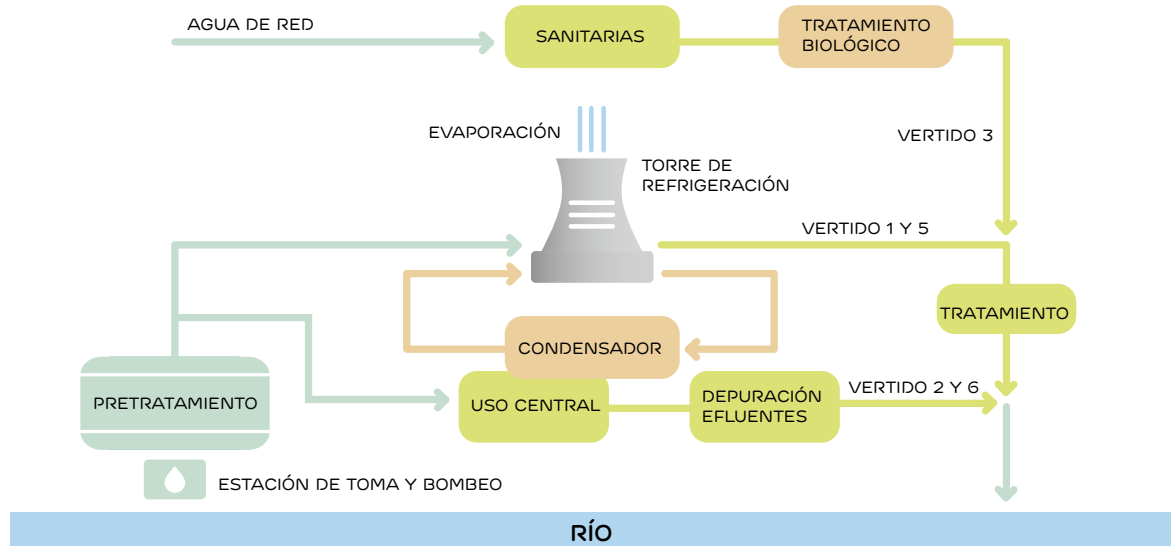 AGUA DE RED
SANITARIAS
TRATAMIENTO
BIOLÓGICO
EVAPORACIÓN
VERTIDO 3
TORRE DE
REFRIGERACIÓN
VERTIDO 1 Y 5
TRATAMIENTO
CONDENSADOR
PRETRATAMIENTO
USO CENTRAL
DEPURACIÓN
EFLUENTES
VERTIDO 2 Y 6
ESTACIÓN DE TOMA Y BOMBEO
RÍO